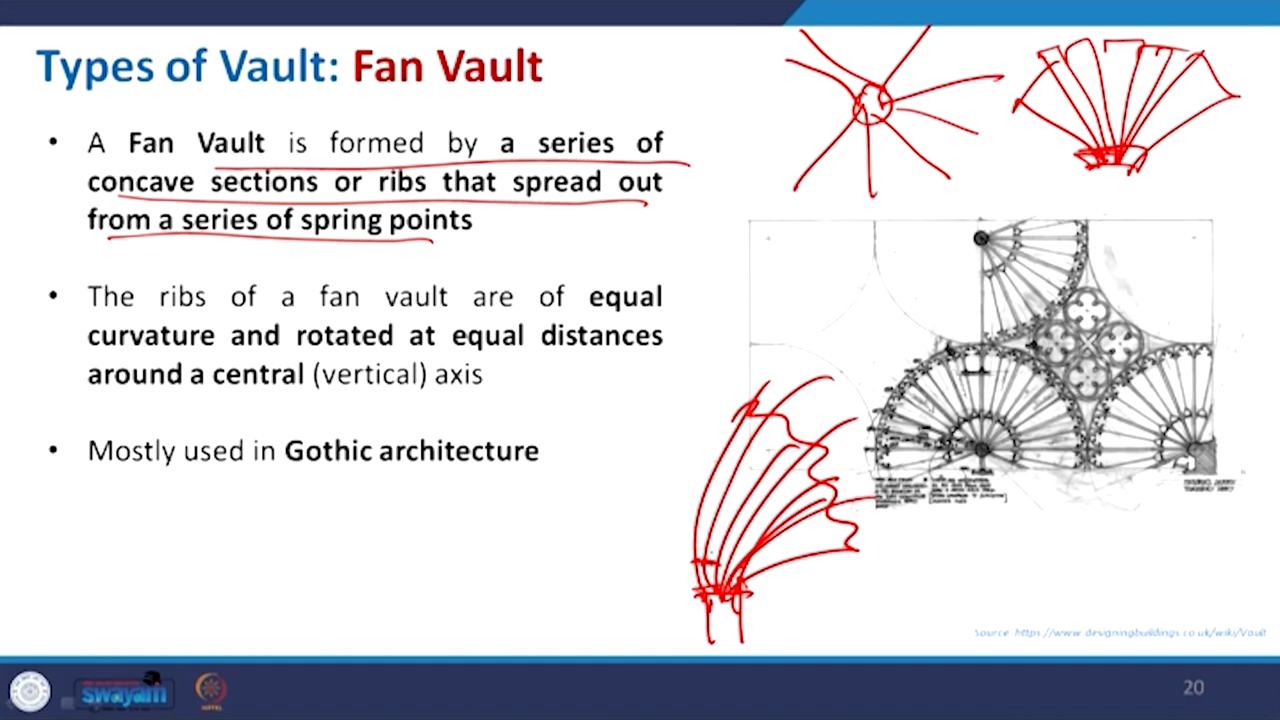 Types of Vault: Fan Vault
• A Fan Vault is formed by a series of
concave sections or ribs that spread out
from a series of spring points
• The ribs of a fan vault are of equal
curvature and rotated at equal distances
around a central (vertical) axis
• Mostly used in Gothic architecture
Source https://www.designingbuildings.co.uk/wiki/Vault
swayam
20